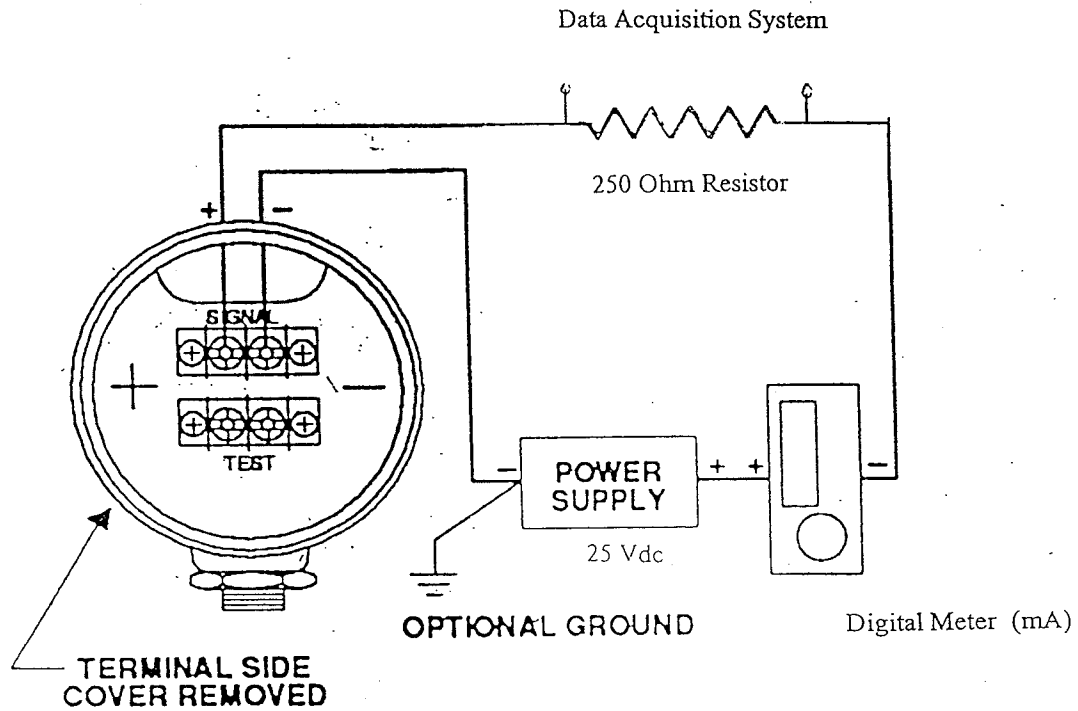 Data Acquisition System
250 Ohm Resistor
+ −
SIGNAL
+ −
TEST
− POWER + + −
SUPPLY
25 Vdc
OPTIONAL GROUND
Digital Meter (mA)
TERMINAL SIDE
COVER REMOVED